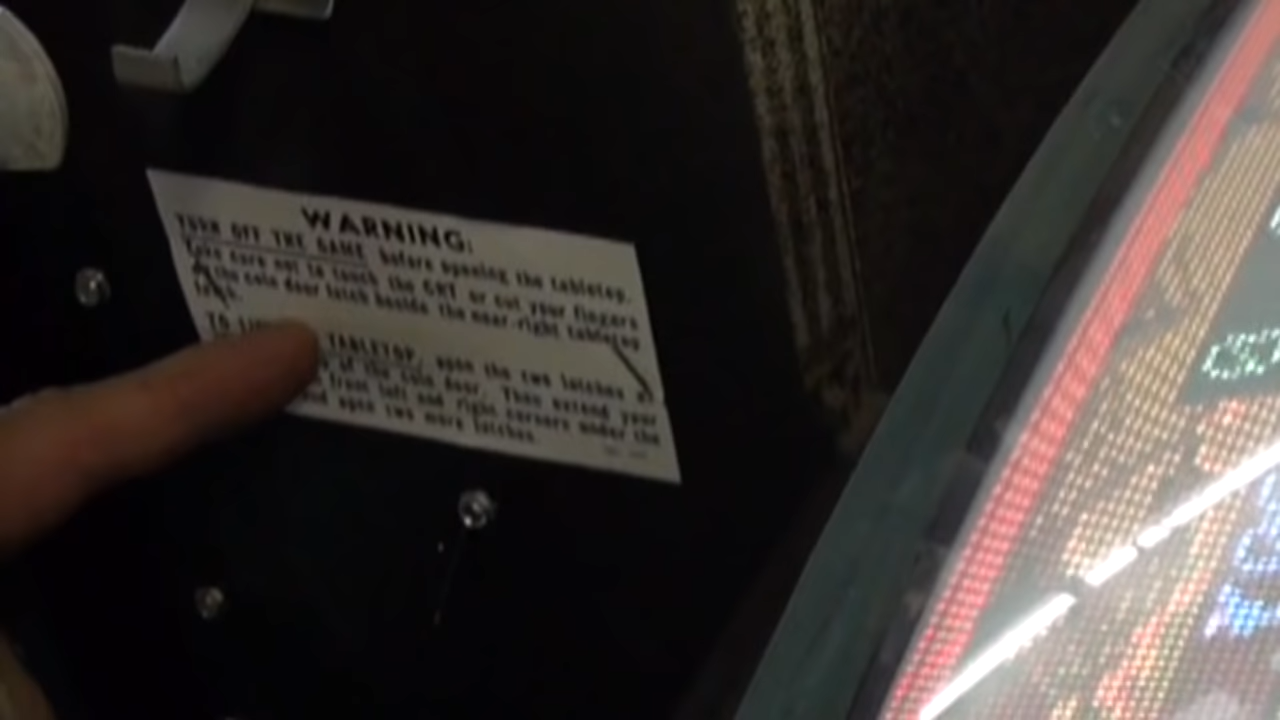 WARNING:
TURN OFF THE GAME before opening the tabletop.
Take care not to touch the CRT or cut your fingers
the coin door latch beside the near-right tabletop
latch.
TO TABLETOP, open the two latches
of the coin door. Then extend your
front left and right corners under the
and open two more latches.